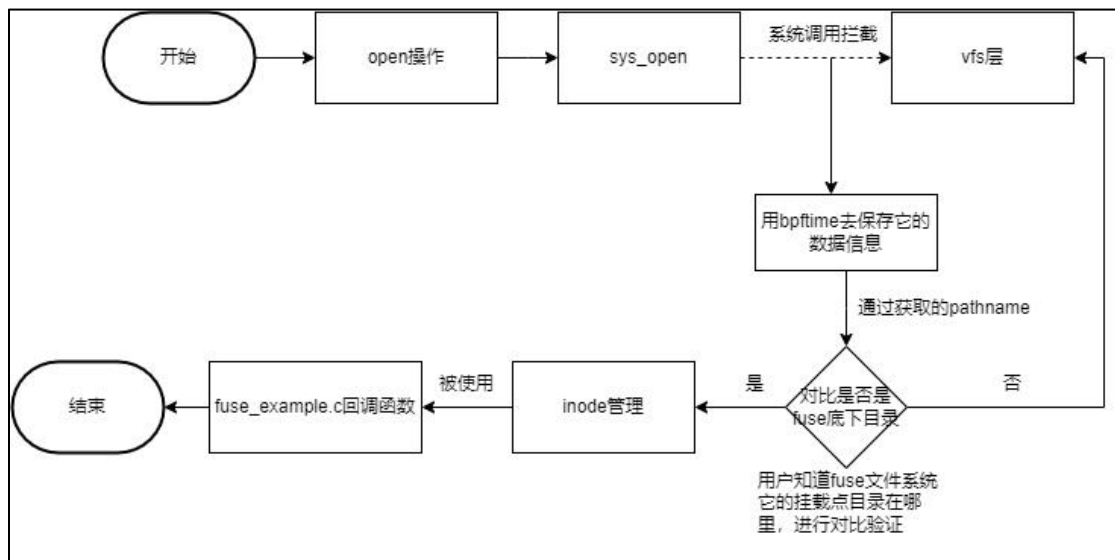 开始
open操作
sys_open
系统调用拦截
vfs层
用bpftime去保存它的
数据信息
通过获取的pathname
对比是否是
fuse底下目录
是
否
inode管理
被使用
fuse_example.c回调函数
结束
用户知道fuse文件系统
它的挂载点目录在哪
里，进行对比验证